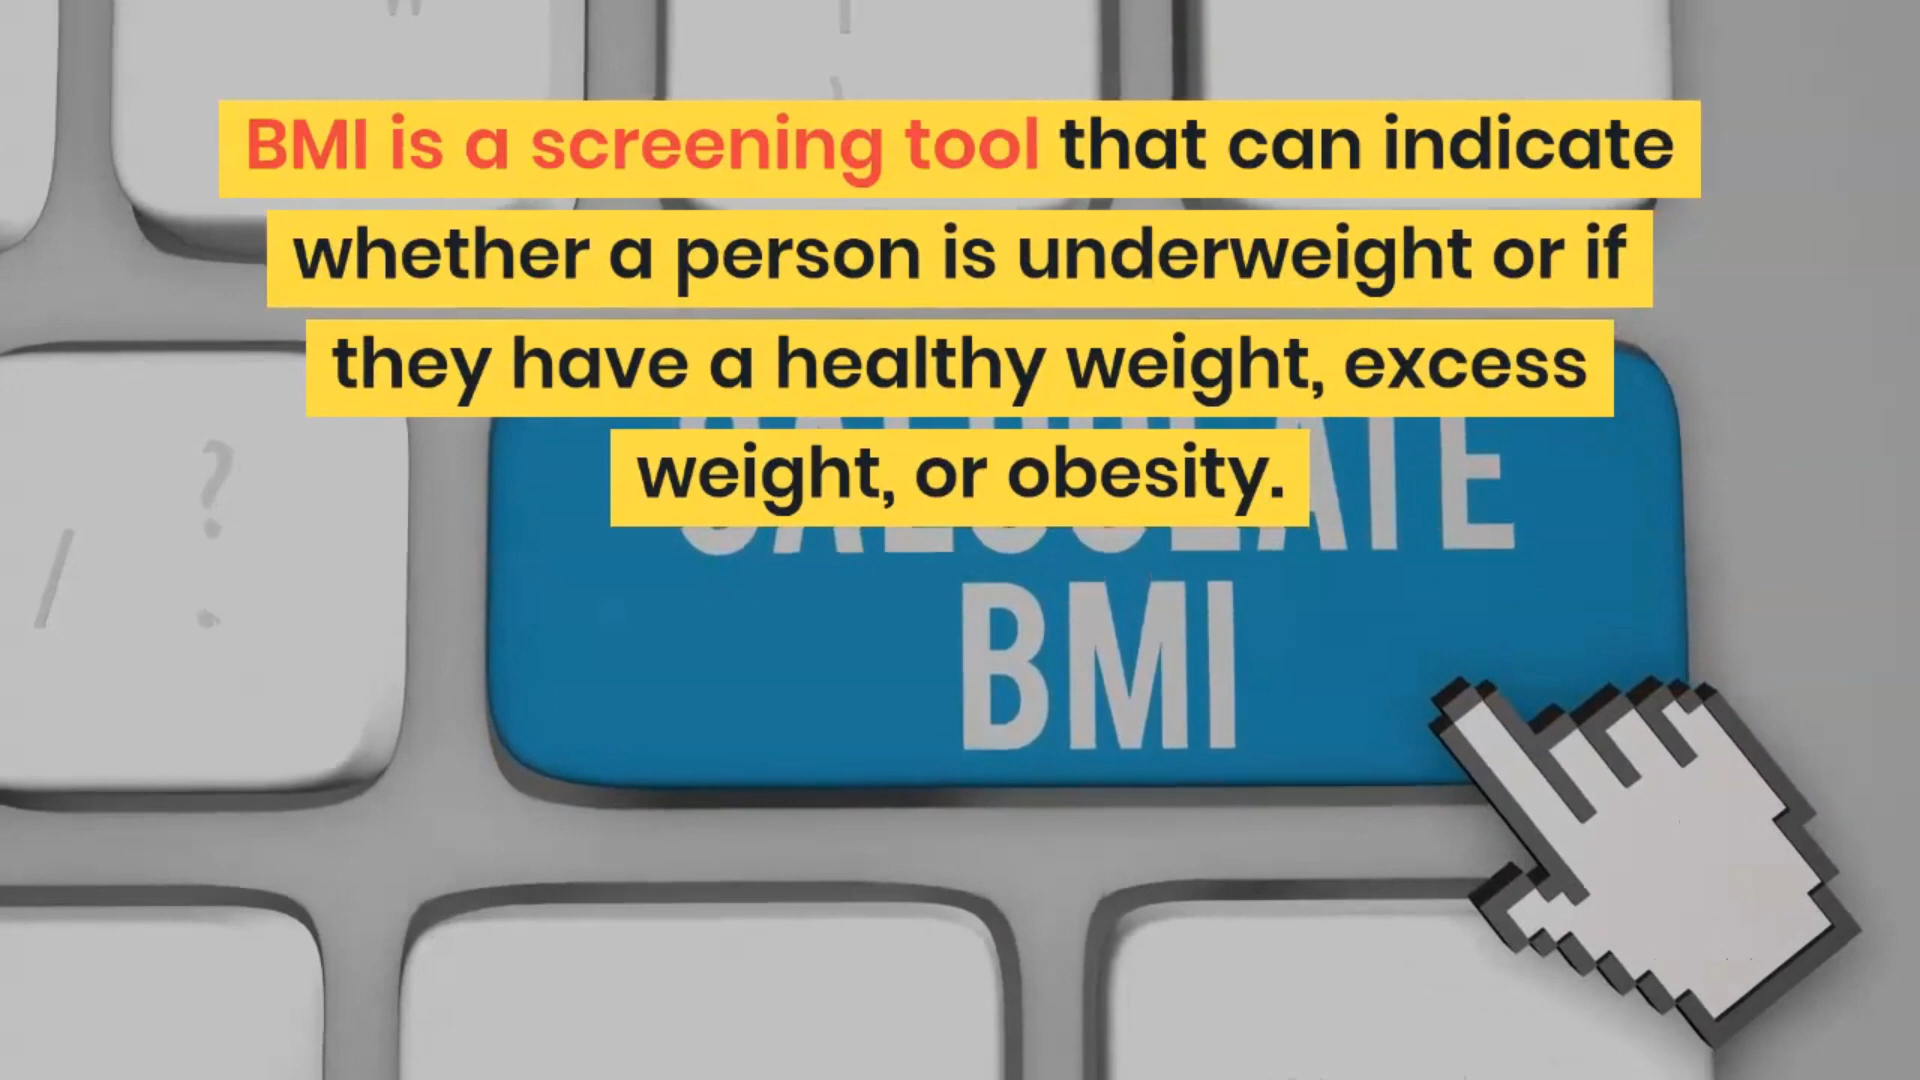 BMI is a screening tool that can indicate
whether a person is underweight or if
they have a healthy weight, excess
weight, or obesity.
CALCULATE
BMI
?
/